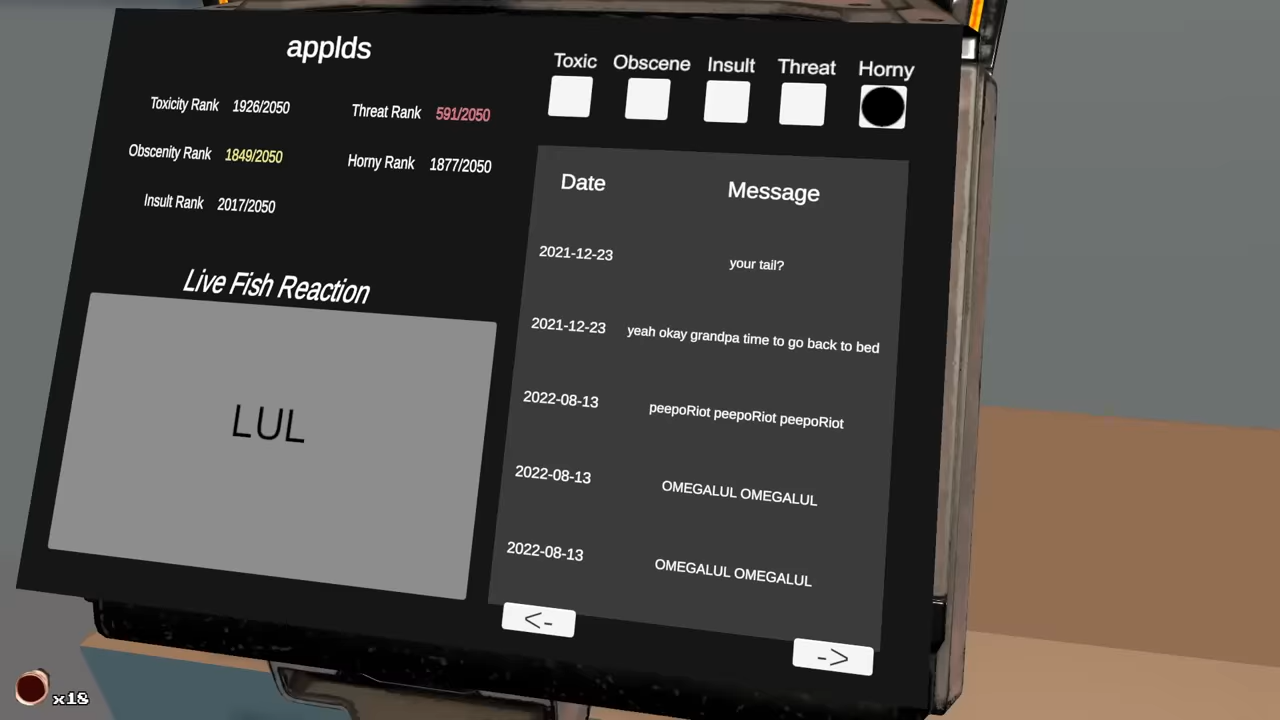 applds
Toxicity Rank 1926/2050
Threat Rank 591/2050
Obscenity Rank 1849/2050
Horny Rank 1877/2050
Insult Rank 2017/2050
Live Fish Reaction
LUL
Toxic Obscene Insult Threat Horny
Date Message
2021-12-23 your tail?
2021-12-23 yeah okay grandpa time to go back to bed
2022-08-13 peepoRiot peepoRiot peepoRiot
2022-08-13 OMEGALUL OMEGALUL
2022-08-13 OMEGALUL OMEGALUL
<- ->
x18